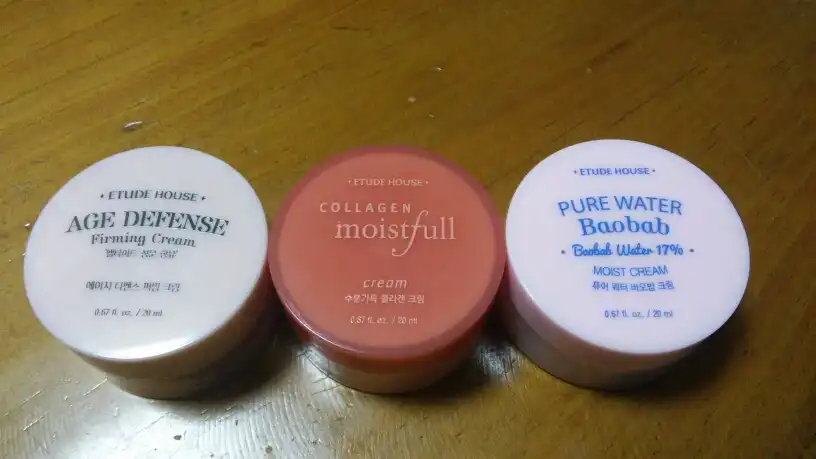 • ETUDE HOUSE •
AGE DEFENSE
Firming Cream
에이지 디펜스 퍼밍 크림
0.67 fl. oz. / 20 ml
• ETUDE HOUSE •
COLLAGEN
moistfull
cream
수분가득 콜라겐 크림
0.67 fl. oz. / 20 ml
• ETUDE HOUSE •
PURE WATER
Baobab
• Baobab Water 17% •
MOIST CREAM
퓨어 워터 바오밥 크림
0.67 fl. oz. / 20 ml